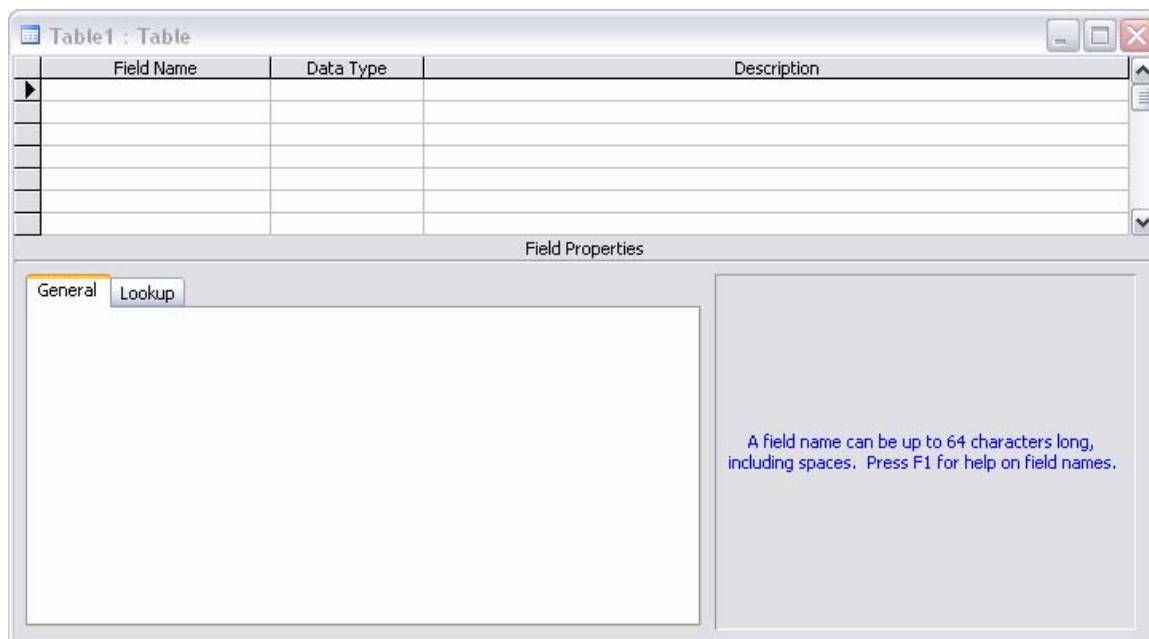 Table1 : Table
Field Name Data Type Description
Field Properties
General Lookup
A field name can be up to 64 characters long,
including spaces. Press F1 for help on field names.